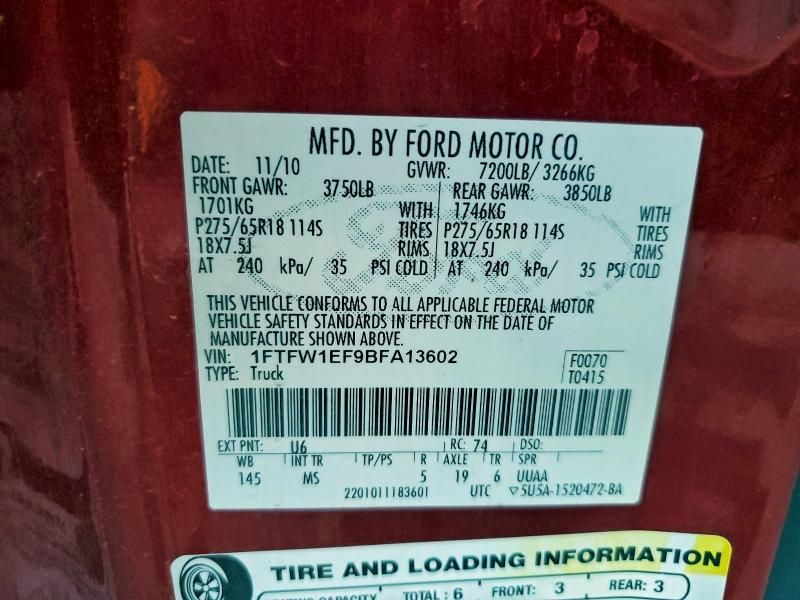 MFD. BY FORD MOTOR CO.
DATE: 11/10 GVWR: 7200LB/ 3266KG
FRONT GAWR: 3750LB REAR GAWR: 3850LB
1701KG WITH 1746KG WITH
P275/65R18 114S TIRES P275/65R18 114S TIRES
18X7.5J RIMS 18X7.5J RIMS
AT 240 kPa/ 35 PSI COLD AT 240 kPa/ 35 PSI COLD
THIS VEHICLE CONFORMS TO ALL APPLICABLE FEDERAL MOTOR
VEHICLE SAFETY STANDARDS IN EFFECT ON THE DATE OF
MANUFACTURE SHOWN ABOVE.
VIN: 1FTFW1EF9BFA13602 F0070
TYPE: Truck T0415
EXT PNT: U6 RC: 74 DSO:
WB INT TR TP/PS R AXLE TR SPR
145 MS 5 19 6 UUAA
2201011183601 UTC ▽5U5A-1520472-BA
TIRE AND LOADING INFORMATION
CAPACITY TOTAL : 6 FRONT: 3 REAR: 3